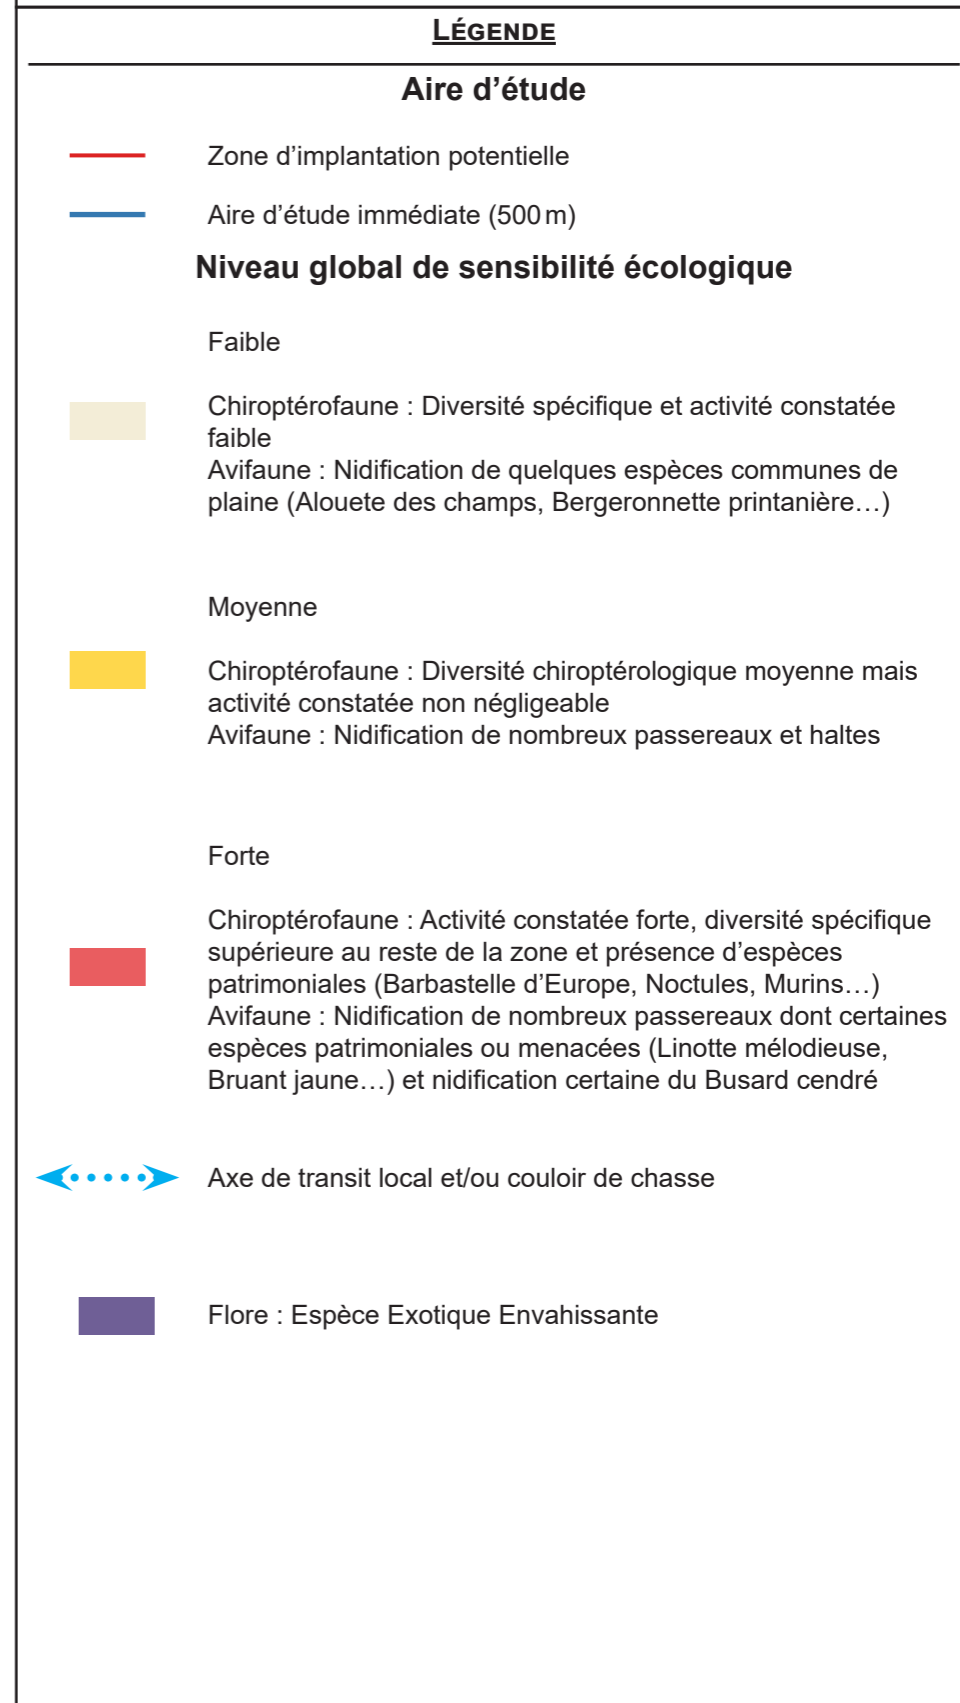 LÉGENDE
Aire d’étude
Zone d’implantation potentielle
Aire d’étude immédiate (500 m)
Niveau global de sensibilité écologique
Faible
Chiroptérofaune : Diversité spécifique et activité constatée
faible
Avifaune : Nidification de quelques espèces communes de
plaine (Alouete des champs, Bergeronnette printanière…)
Moyenne
Chiroptérofaune : Diversité chiroptérologique moyenne mais
activité constatée non négligeable
Avifaune : Nidification de nombreux passereaux et haltes
Forte
Chiroptérofaune : Activité constatée forte, diversité spécifique
supérieure au reste de la zone et présence d’espèces
patrimoniales (Barbastelle d’Europe, Noctules, Murins…)
Avifaune : Nidification de nombreux passereaux dont certaines
espèces patrimoniales ou menacées (Linotte mélodieuse,
Bruant jaune…) et nidification certaine du Busard cendré
Axe de transit local et/ou couloir de chasse
Flore : Espèce Exotique Envahissante